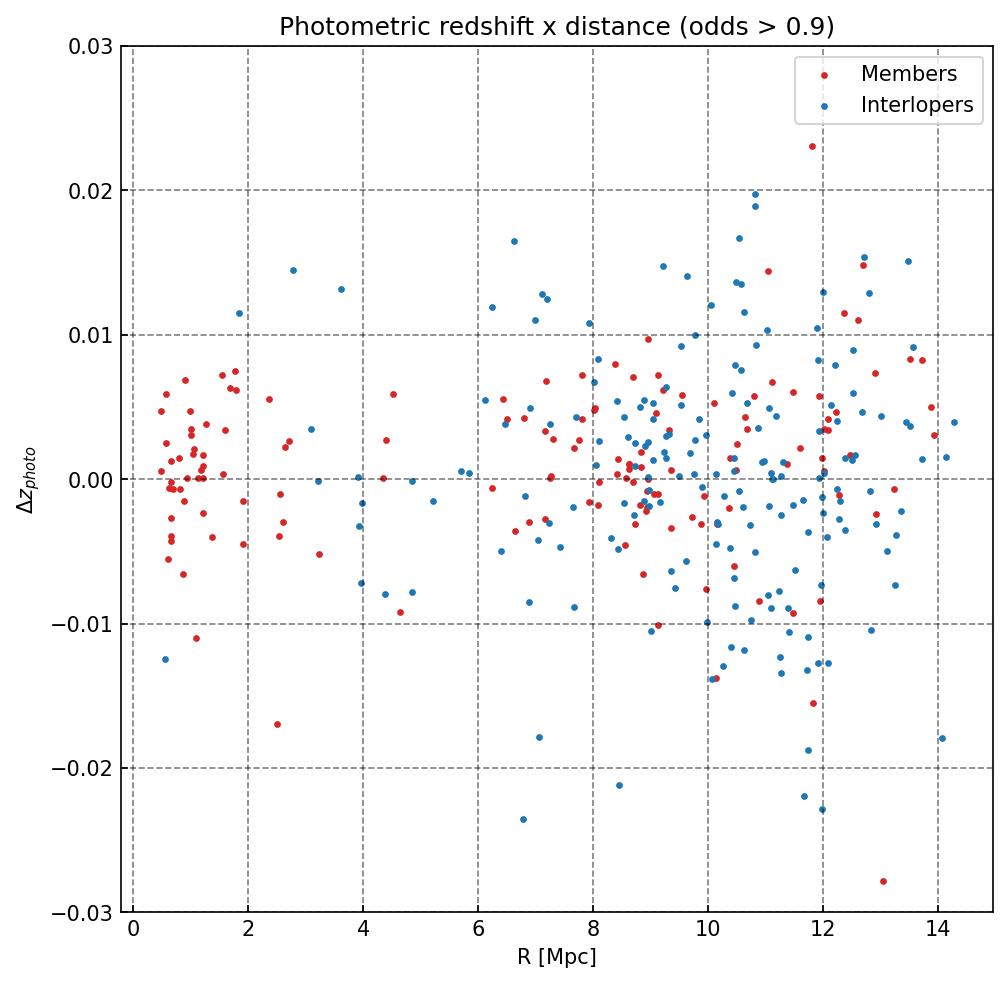 Photometric redshift x distance (odds > 0.9)
Members
Interlopers
0.03
0.02
0.01
0.00
−0.01
−0.02
−0.03
Δz_photo
0 2 4 6 8 10 12 14
R [Mpc]